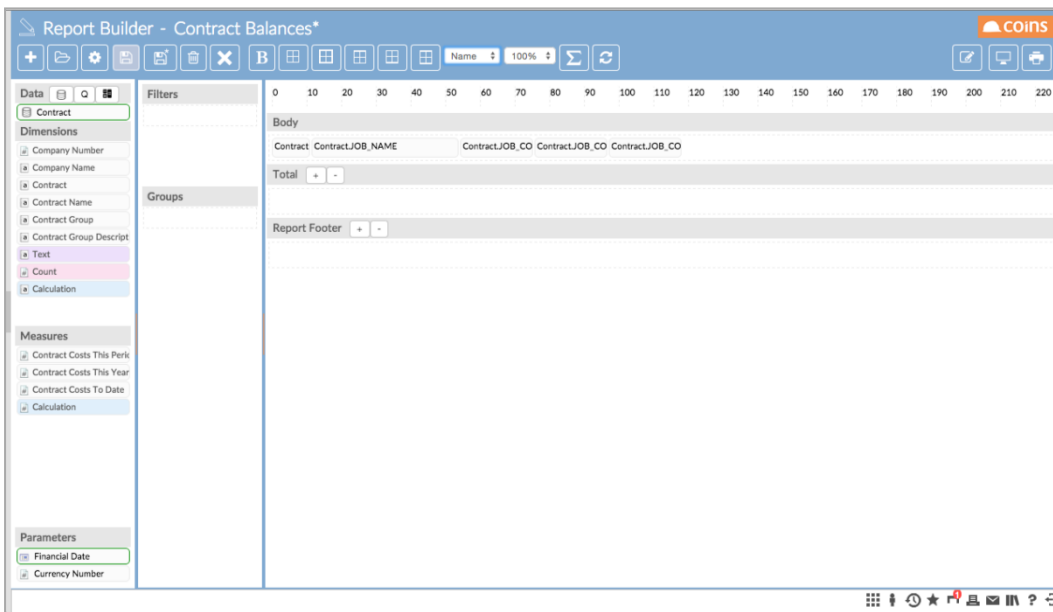 Report Builder - Contract Balances*
coins
B Name 100% Σ
Data Q
Contract
Dimensions
Company Number
Company Name
Contract
Contract Name
Contract Group
Contract Group Descript
Text
Count
Calculation
Measures
Contract Costs This Peri
Contract Costs This Year
Contract Costs To Date
Calculation
Parameters
Financial Date
Currency Number
Filters
Groups
0 10 20 30 40 50 60 70 80 90 100 110 120 130 140 150 160 170 180 190 200 210 220
Body
Contract Contract.JOB_NAME Contract.JOB_CO Contract.JOB_CO Contract.JOB_CO
Total + -
Report Footer + -
1
?